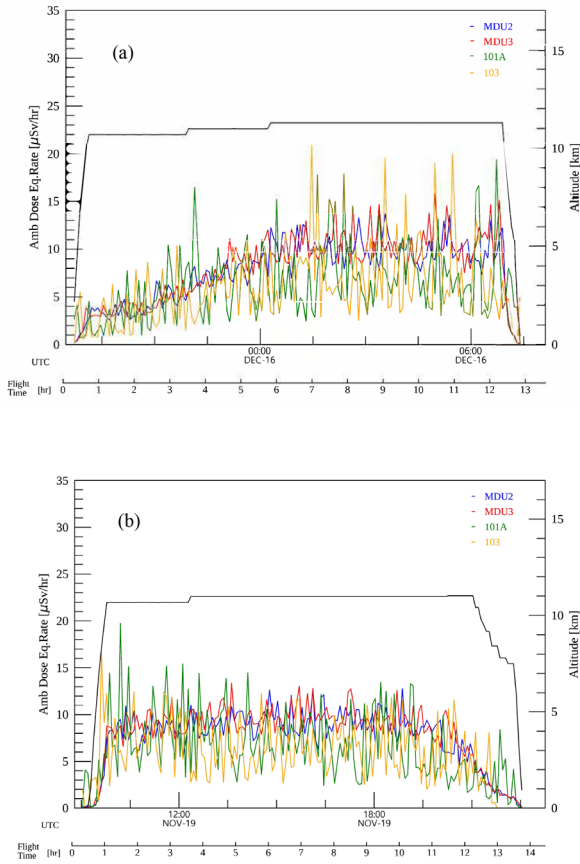 35
30
25
20
15
10
5
0
Amb Dose Eq.Rate [µSv/hr]
(a)
- MDU2
- MDU3
- 101A
- 103
15
10
5
0
Altitude [km]
UTC
00:00
DEC-16
06:00
DEC-16
Flight
Time [hr]
0 1 2 3 4 5 6 7 8 9 10 11 12 13
35
30
25
20
15
10
5
0
Amb Dose Eq.Rate [µSv/hr]
(b)
- MDU2
- MDU3
- 101A
- 103
15
10
5
0
Altitude [km]
UTC
12:00
NOV-19
18:00
NOV-19
Flight
Time [hr]
0 1 2 3 4 5 6 7 8 9 10 11 12 13 14